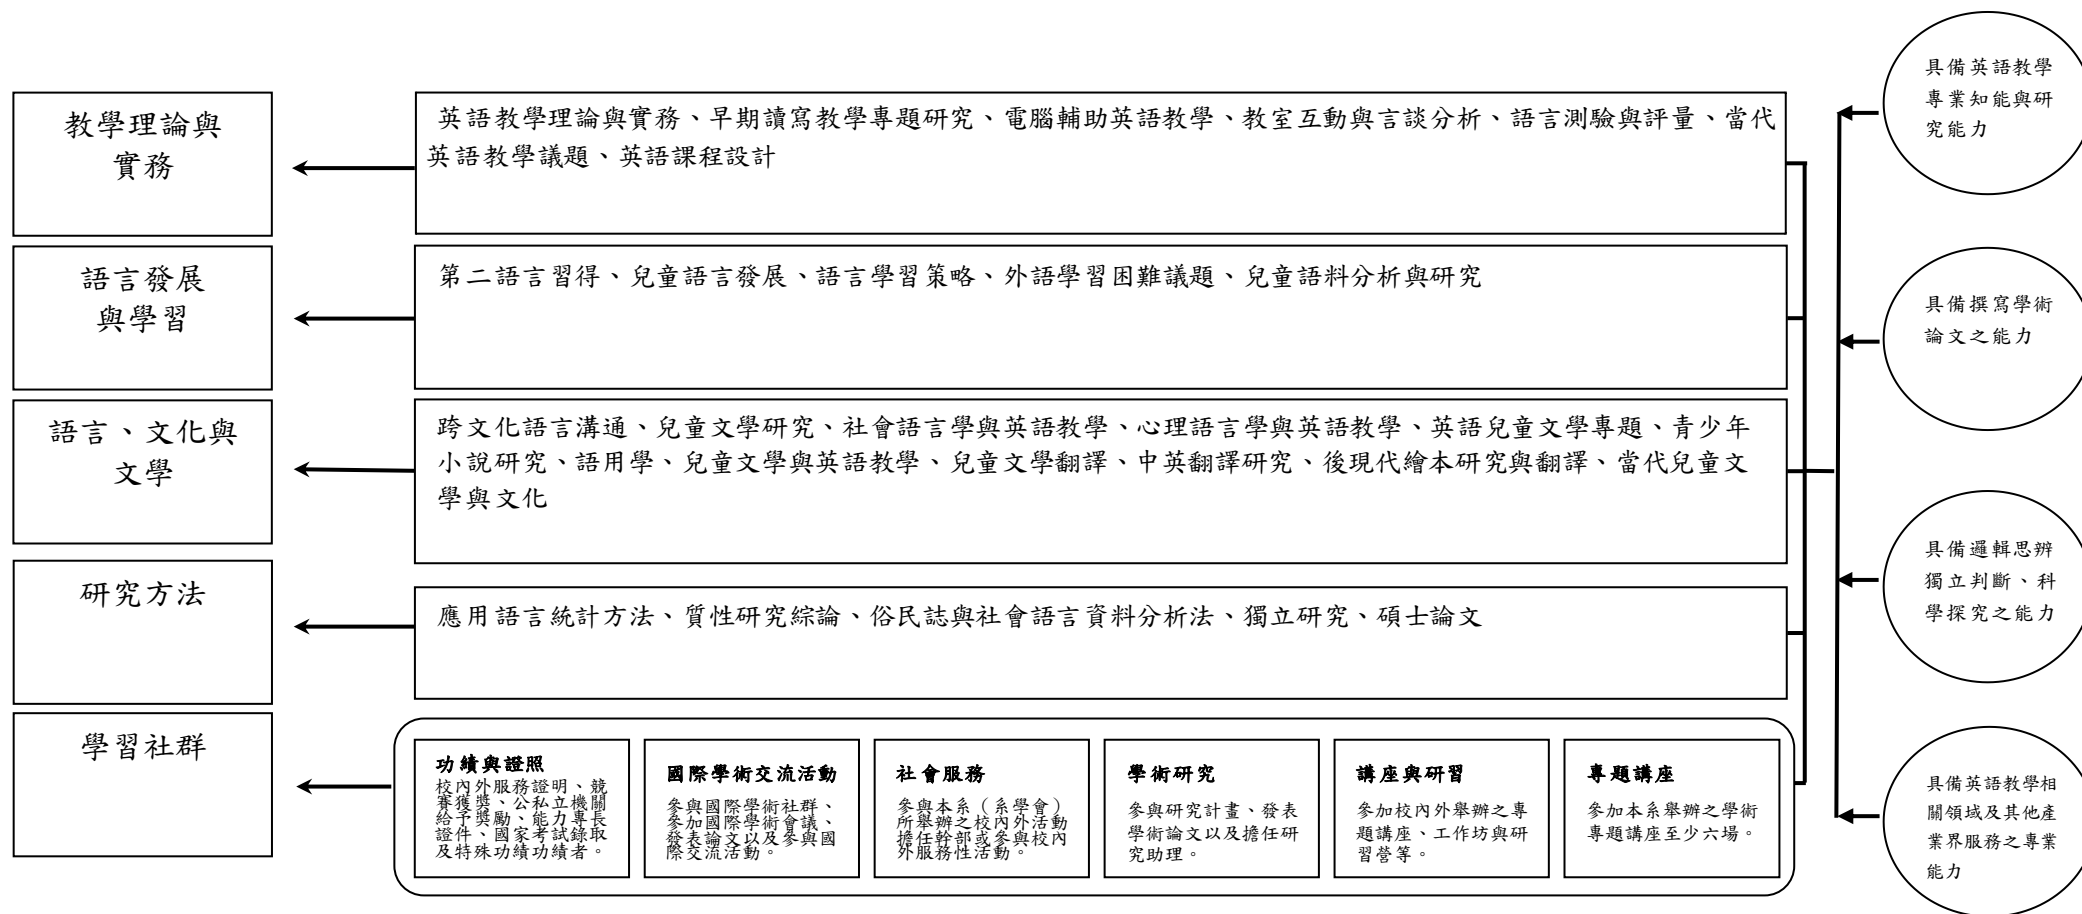 教學理論與
實務
英語教學理論與實務、早期讀寫教學專題研究、電腦輔助英語教學、教室互動與言談分析、語言測驗與評量、當代
英語教學議題、英語課程設計
語言發展
與學習
第二語言習得、兒童語言發展、語言學習策略、外語學習困難議題、兒童語料分析與研究
語言、文化與
文學
跨文化語言溝通、兒童文學研究、社會語言學與英語教學、心理語言學與英語教學、英語兒童文學專題、青少年
小說研究、語用學、兒童文學與英語教學、兒童文學翻譯、中英翻譯研究、後現代繪本研究與翻譯、當代兒童文
學與文化
研究方法
應用語言統計方法、質性研究綜論、俗民誌與社會語言資料分析法、獨立研究、碩士論文
學習社群
功績與證照
校內外服務證明、競
賽獲獎、公私立機關
給予獎勵、能力專長
證件、國家考試錄取
及特殊功績功績者。
國際學術交流活動
參與國際學術社群、
參加國際學術會議、
發表論文以及參與國
際交流活動。
社會服務
參與本系（系學會）
所舉辦之校內外活動
擔任幹部或參與校內
外服務性活動。
學術研究
參與研究計畫、發表
學術論文以及擔任研
究助理。
講座與研習
參加校內外舉辦之專
題講座、工作坊與研
習營等。
專題講座
參加本系舉辦之學術
專題講座至少六場。
具備英語教學
專業知能與研
究能力
具備撰寫學術
論文之能力
具備邏輯思辨
獨立判斷、科
學探究之能力
具備英語教學相
關領域及其他產
業界服務之專業
能力